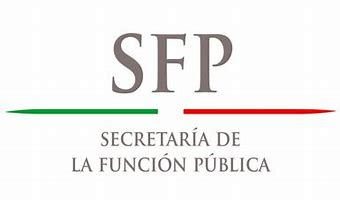 SFP
SECRETARÍA DE
LA FUNCIÓN PÚBLICA